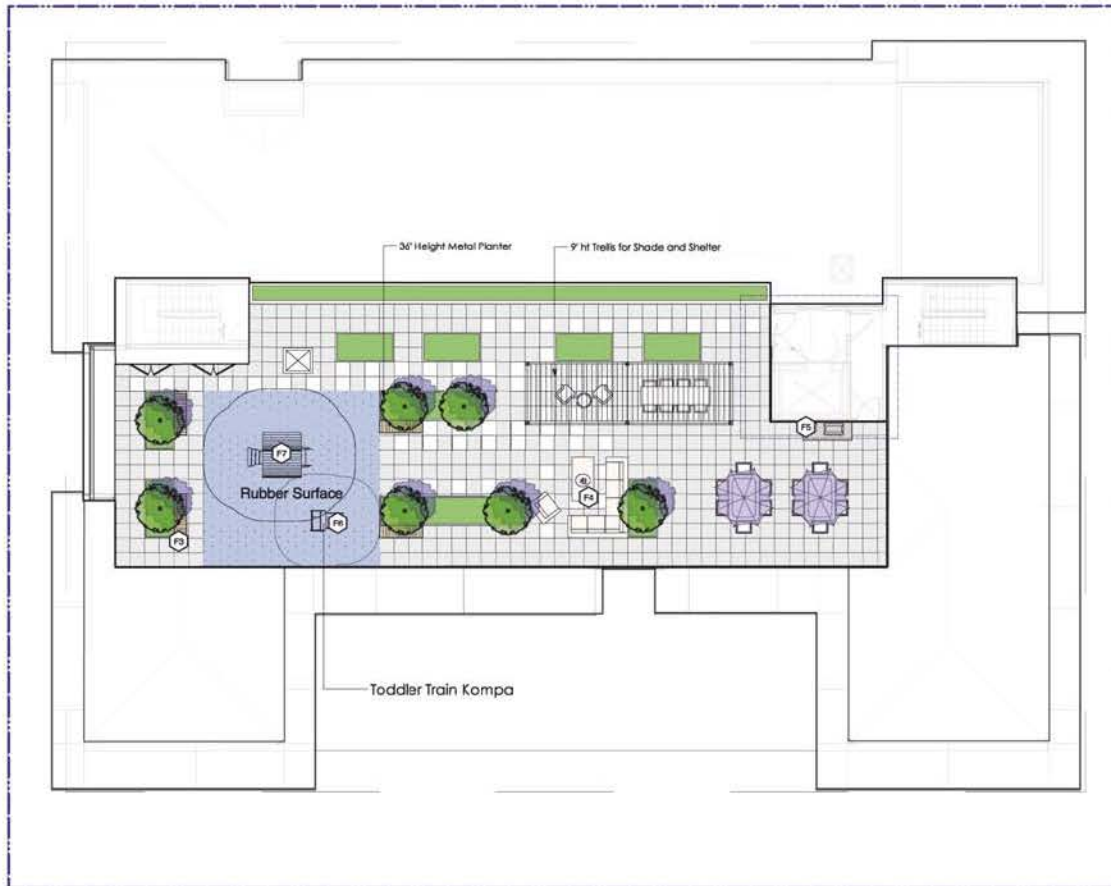 36" Height Metal Planter
9' ht Trellis for Shade and Shelter
F5
F7
Rubber Surface
F4
F6
F3
Toddler Train Kompa